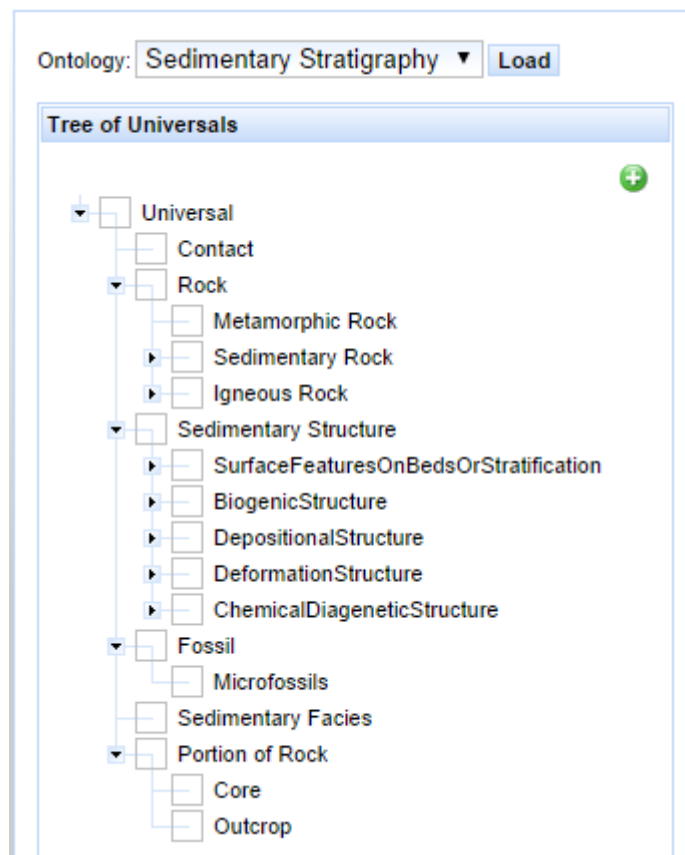 Ontology: Sedimentary Stratigraphy Load
Tree of Universals
Universal
Contact
Rock
Metamorphic Rock
Sedimentary Rock
Igneous Rock
Sedimentary Structure
SurfaceFeaturesOnBedsOrStratification
BiogenicStructure
DepositionalStructure
DeformationStructure
ChemicalDiageneticStructure
Fossil
Microfossils
Sedimentary Facies
Portion of Rock
Core
Outcrop